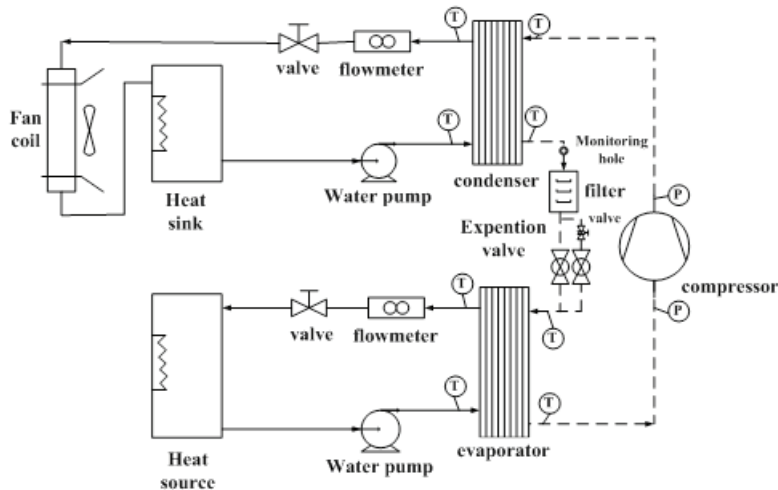 T
T
valve
flowmeter
Fan
coil
T
T
Monitoring
hole
Heat
sink
Water pump
condenser
filter
valve
P
Expention
valve
compressor
P
T
valve
flowmeter
T
T
T
Heat
source
Water pump
evaporator